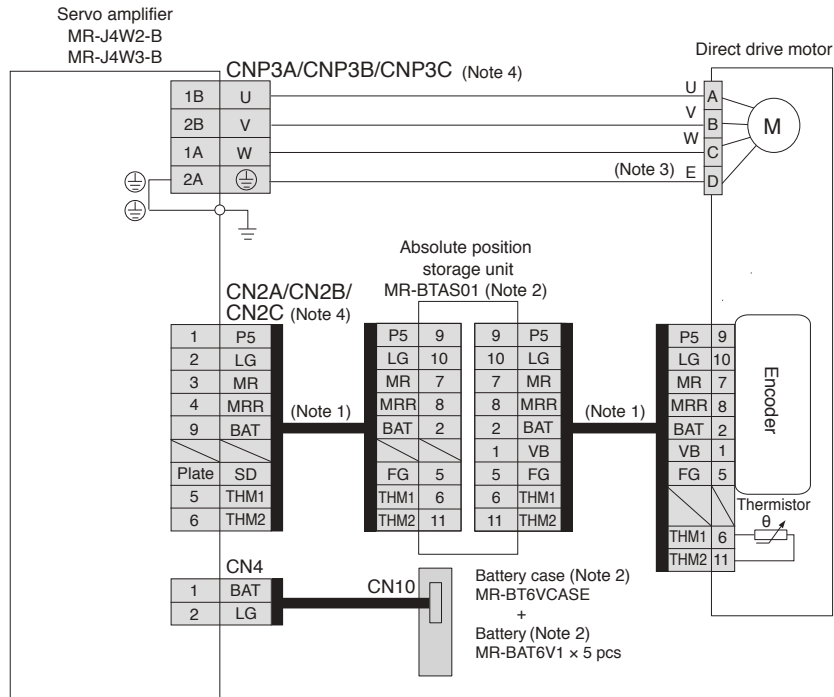 Servo amplifier
MR-J4W2-B
MR-J4W3-B
Direct drive motor
CNP3A/CNP3B/CNP3C (Note 4)
1B U
2B V
1A W
2A
U A
V B
W C
(Note 3) E D
M
Absolute position
storage unit
MR-BTAS01 (Note 2)
CN2A/CN2B/
CN2C (Note 4)
1 P5
2 LG
3 MR
4 MRR
9 BAT
Plate SD
5 THM1
6 THM2
(Note 1)
P5 9
LG 10
MR 7
MRR 8
BAT 2
FG 5
THM1 6
THM2 11
9 P5
10 LG
7 MR
8 MRR
2 BAT
1 VB
5 FG
6 THM1
11 THM2
(Note 1)
P5 9
LG 10
MR 7
MRR 8
BAT 2
VB 1
FG 5
THM1 6
THM2 11
Encoder
Thermistor
θ
CN4
1 BAT
2 LG
CN10
Battery case (Note 2)
MR-BT6VCASE
+
Battery (Note 2)
MR-BAT6V1 × 5 pcs